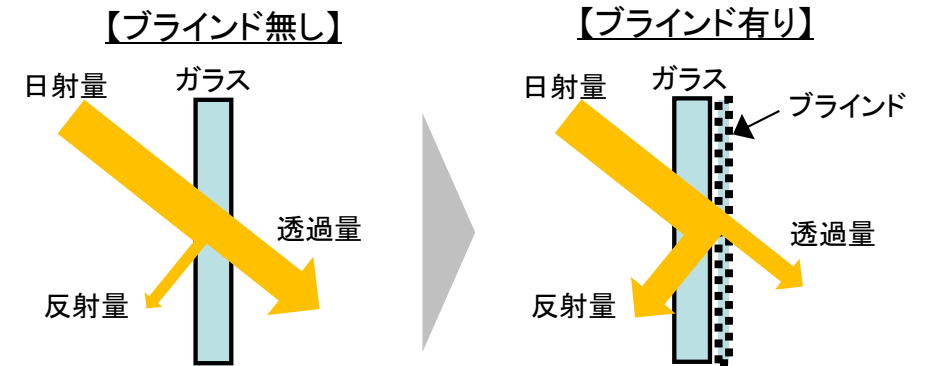 【ブラインド無し】
日射量
ガラス
透過量
反射量
【ブラインド有り】
日射量
ガラス
ブラインド
透過量
反射量